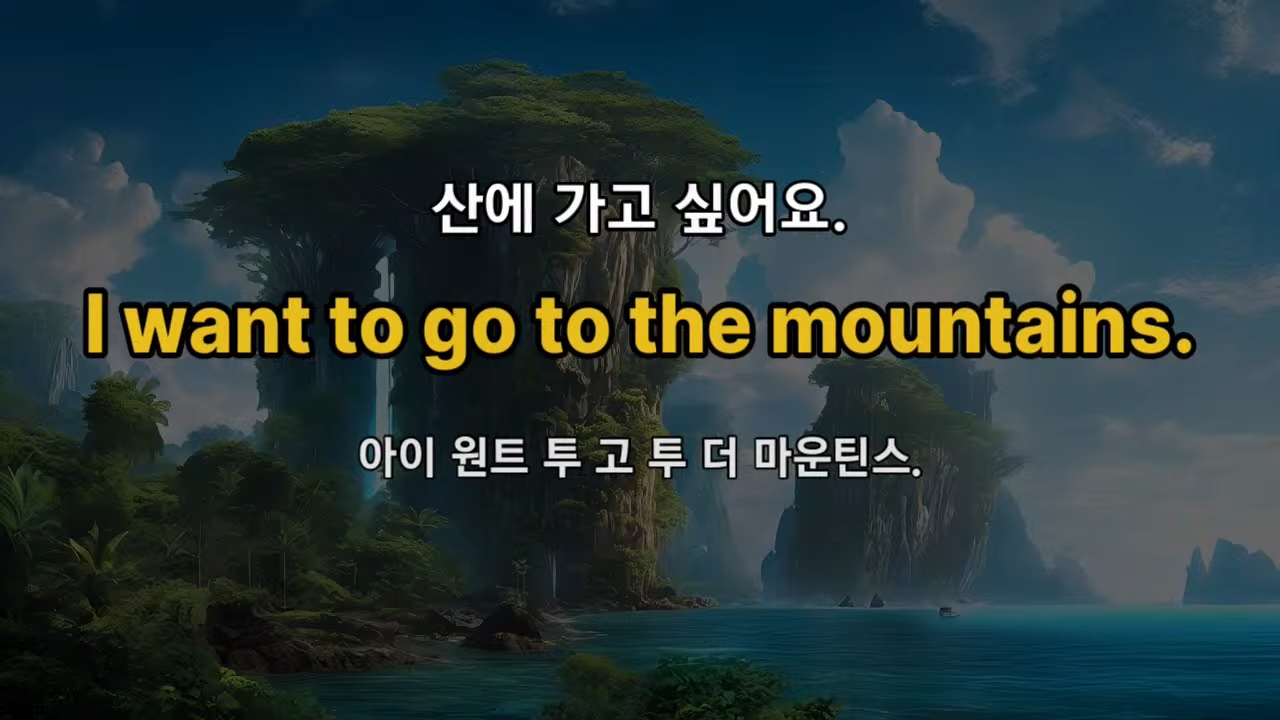 산에 가고 싶어요.
I want to go to the mountains.
아이 원트 투 고 투 더 마운틴스.